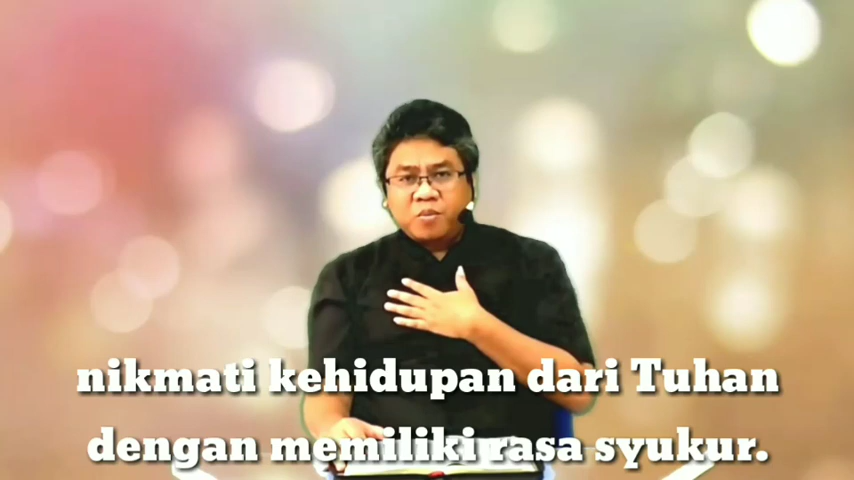 nikmati kehidupan dari Tuhan
dengan memiliki rasa syukur.